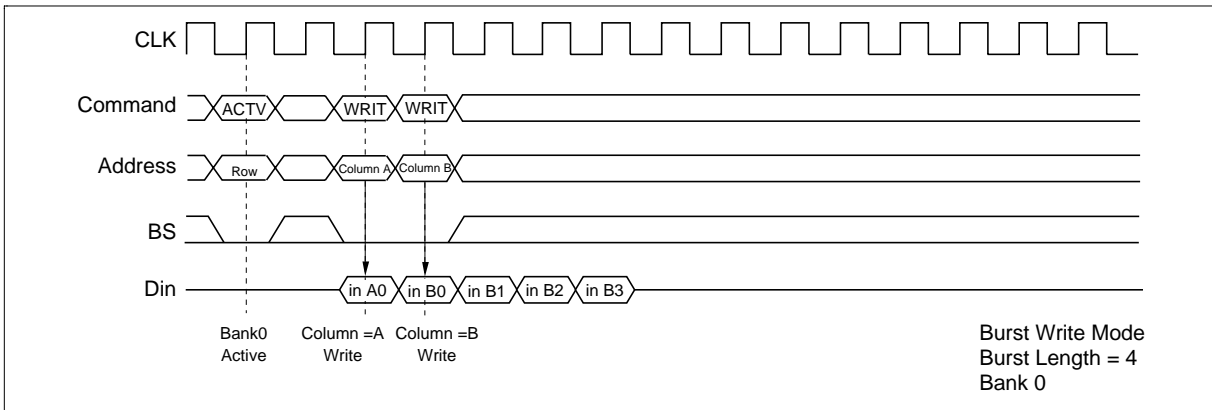 CLK
Command ACTV WRIT WRIT
Address Row Column A Column B
BS
Din in A0 in B0 in B1 in B2 in B3
Bank0 Column =A Column =B
Active Write Write
Burst Write Mode
Burst Length = 4
Bank 0